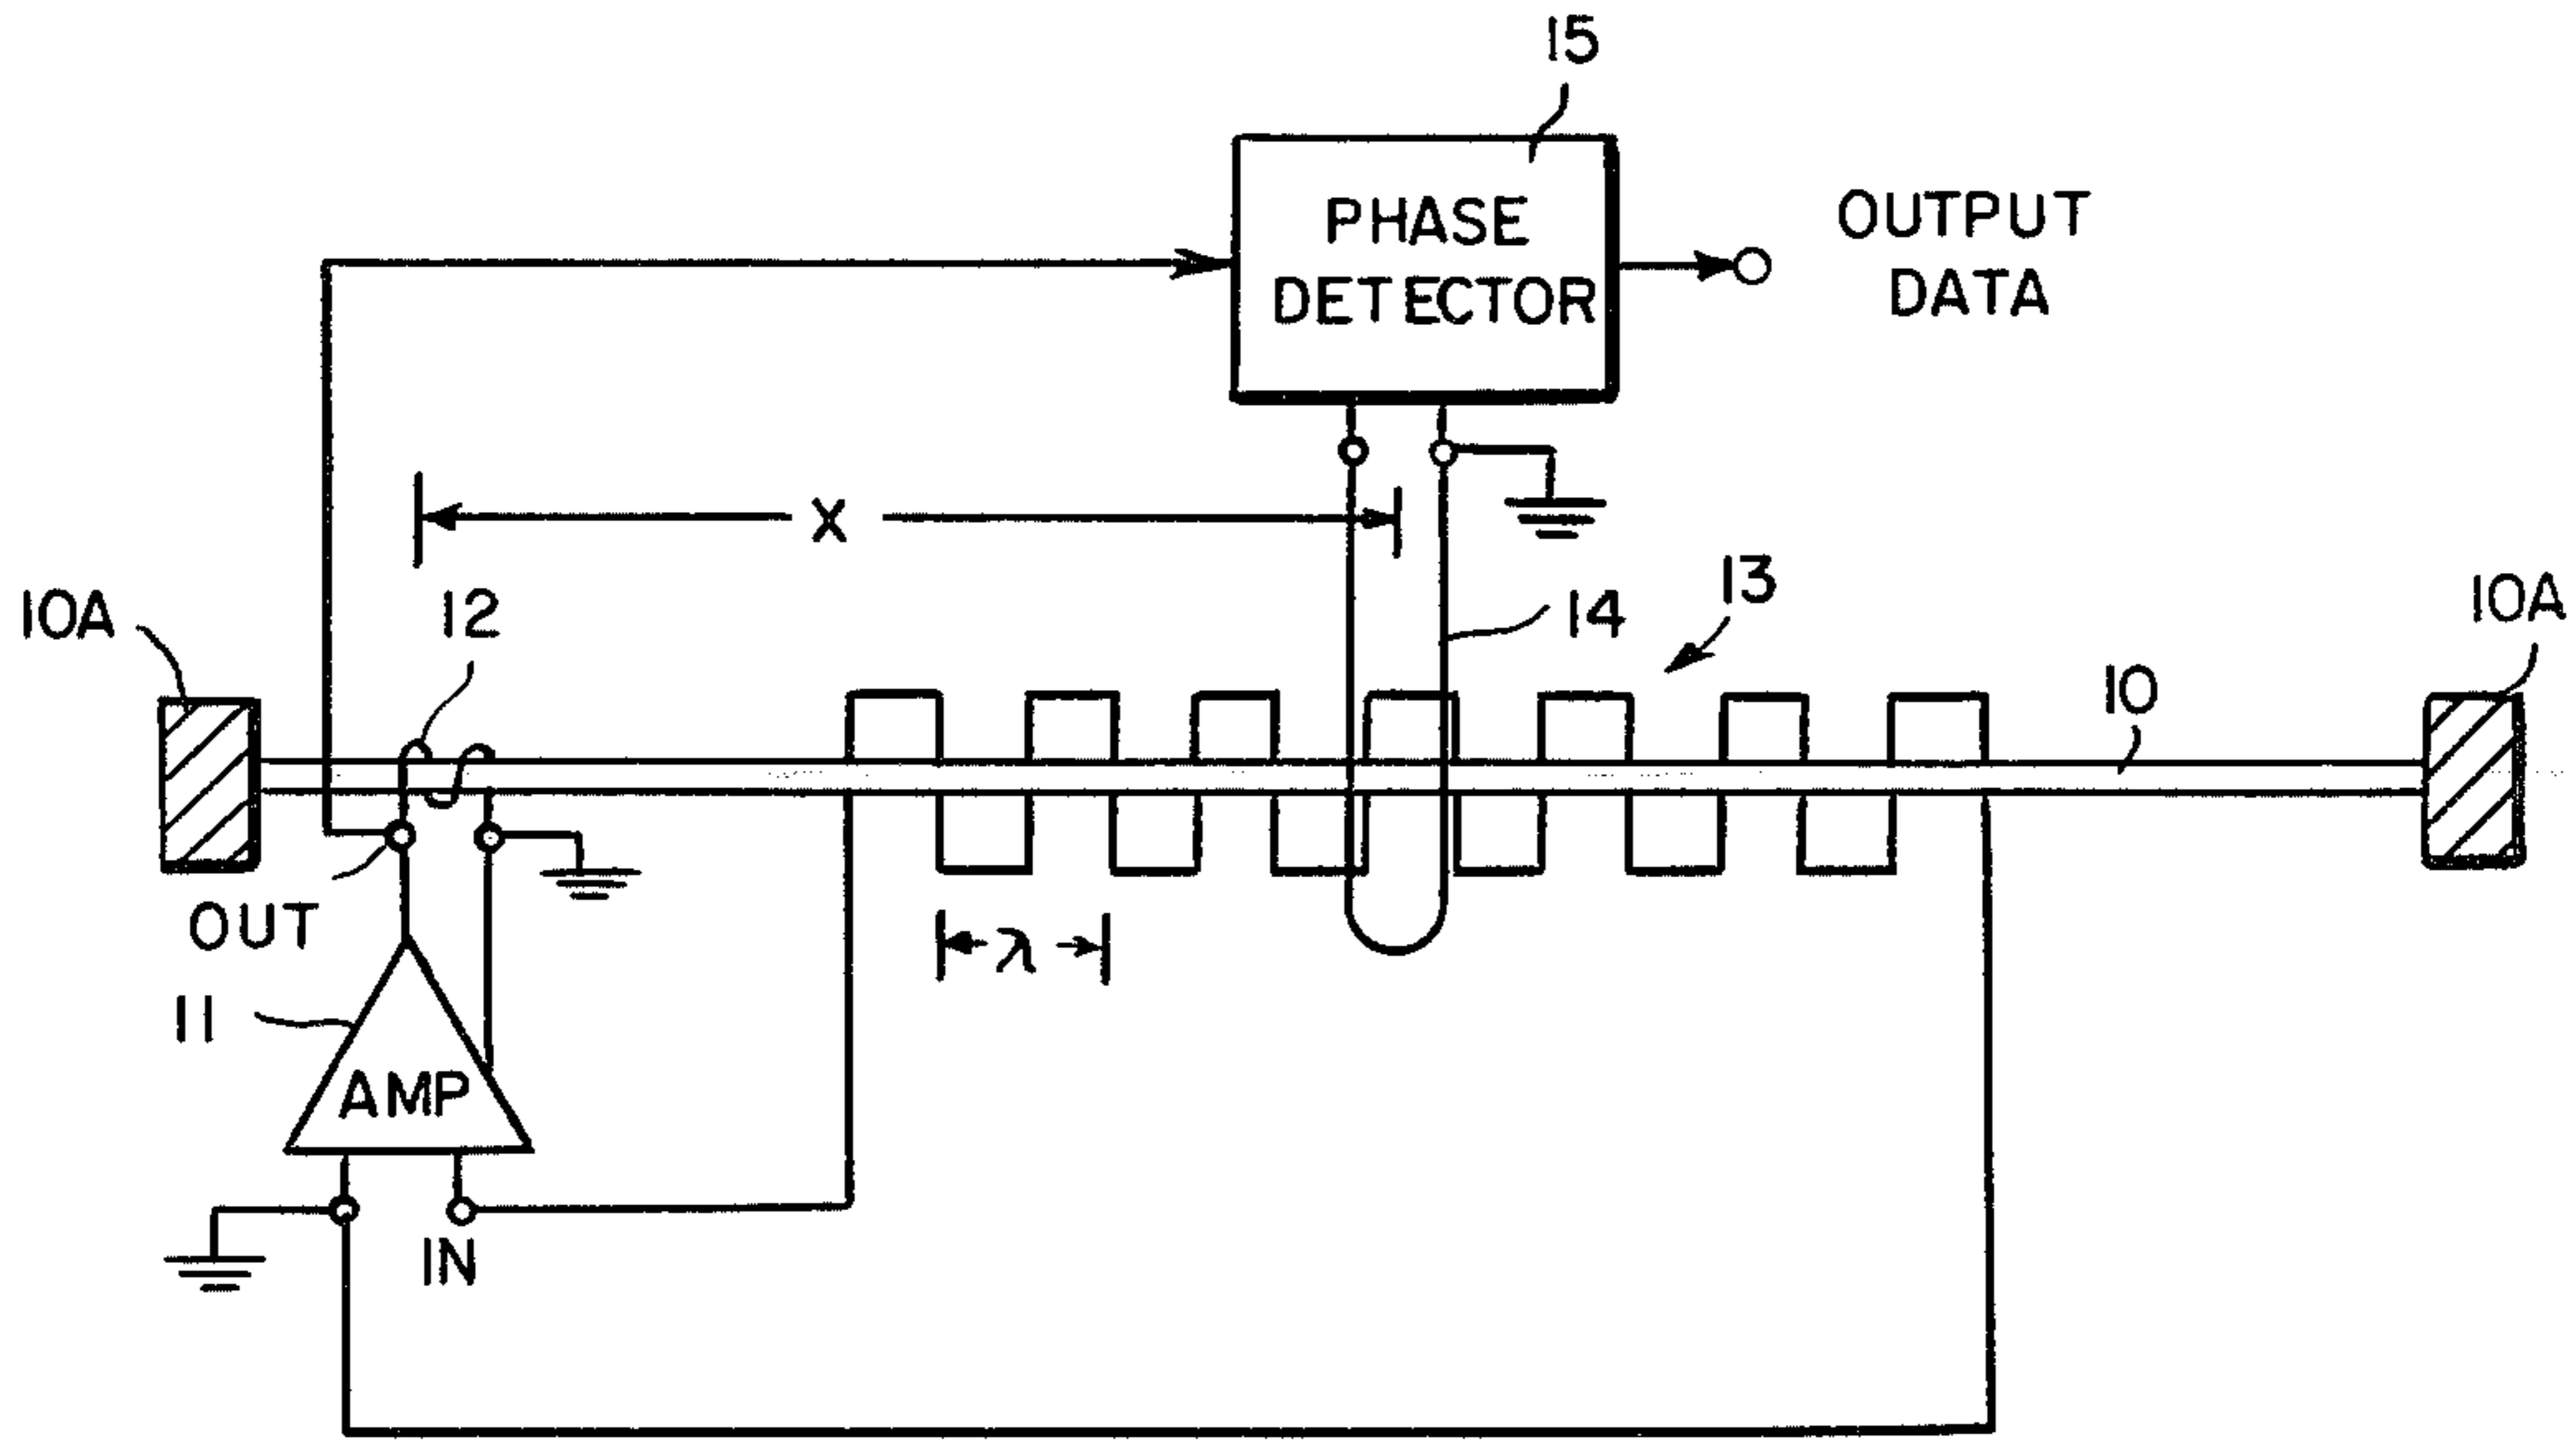 15
PHASE
DETECTOR
OUTPUT
DATA
X
10A
12
14
13
10
10A
OUT
λ
11
AMP
IN